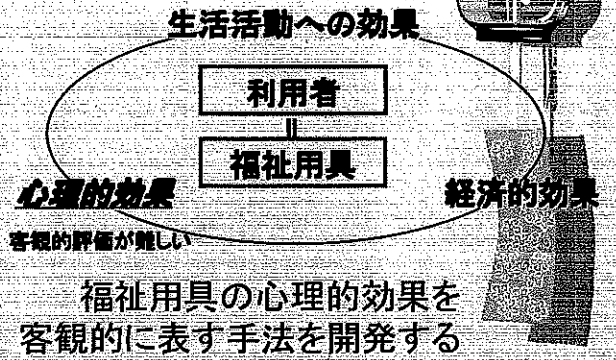 生活活動への効果
利用者
福祉用具
心理的効果
経済的効果
客観的評価が難しい
福祉用具の心理的効果を
客観的に表す手法を開発する